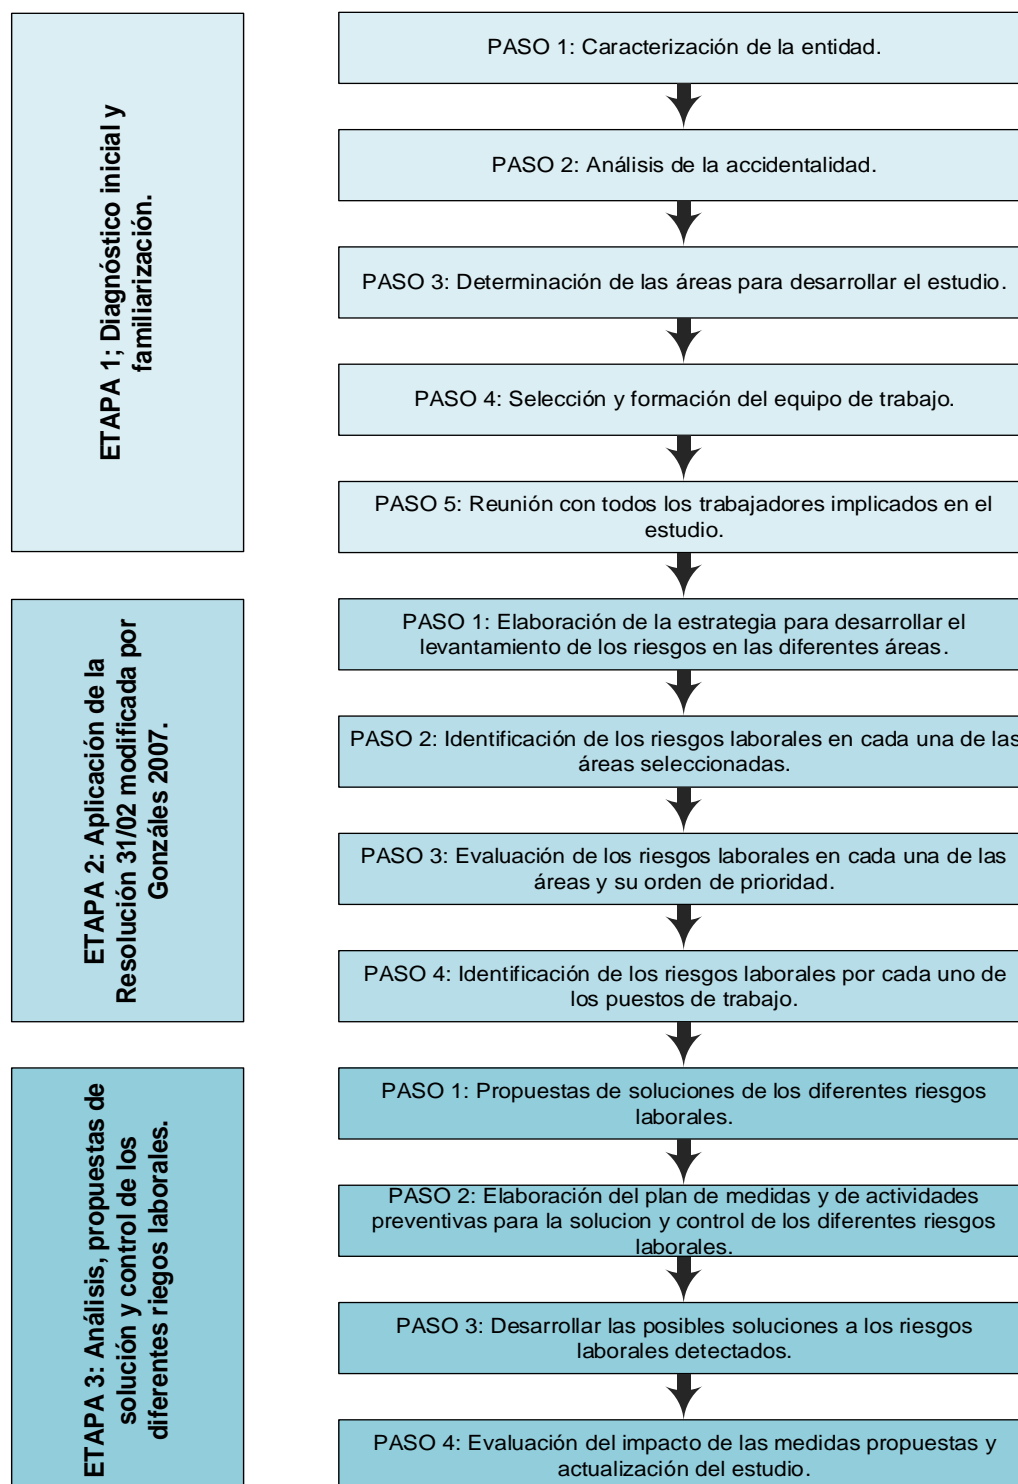 ETAPA 1; Diagnóstico inicial y
familiarización.
PASO 1: Caracterización de la entidad.
PASO 2: Análisis de la accidentalidad.
PASO 3: Determinación de las áreas para desarrollar el estudio.
PASO 4: Selección y formación del equipo de trabajo.
PASO 5: Reunión con todos los trabajadores implicados en el
estudio.
ETAPA 2: Aplicación de la
Resolución 31/02 modificada por
Gonzáles 2007.
PASO 1: Elaboración de la estrategia para desarrollar el
levantamiento de los riesgos en las diferentes áreas.
PASO 2: Identificación de los riesgos laborales en cada una de las
áreas seleccionadas.
PASO 3: Evaluación de los riesgos laborales en cada una de las
áreas y su orden de prioridad.
PASO 4: Identificación de los riesgos laborales por cada uno de
los puestos de trabajo.
ETAPA 3: Análisis, propuestas de
solución y control de los
diferentes riegos laborales.
PASO 1: Propuestas de soluciones de los diferentes riesgos
laborales.
PASO 2: Elaboración del plan de medidas y de actividades
preventivas para la solucion y control de los diferentes riesgos
laborales.
PASO 3: Desarrollar las posibles soluciones a los riesgos
laborales detectados.
PASO 4: Evaluación del impacto de las medidas propuestas y
actualización del estudio.